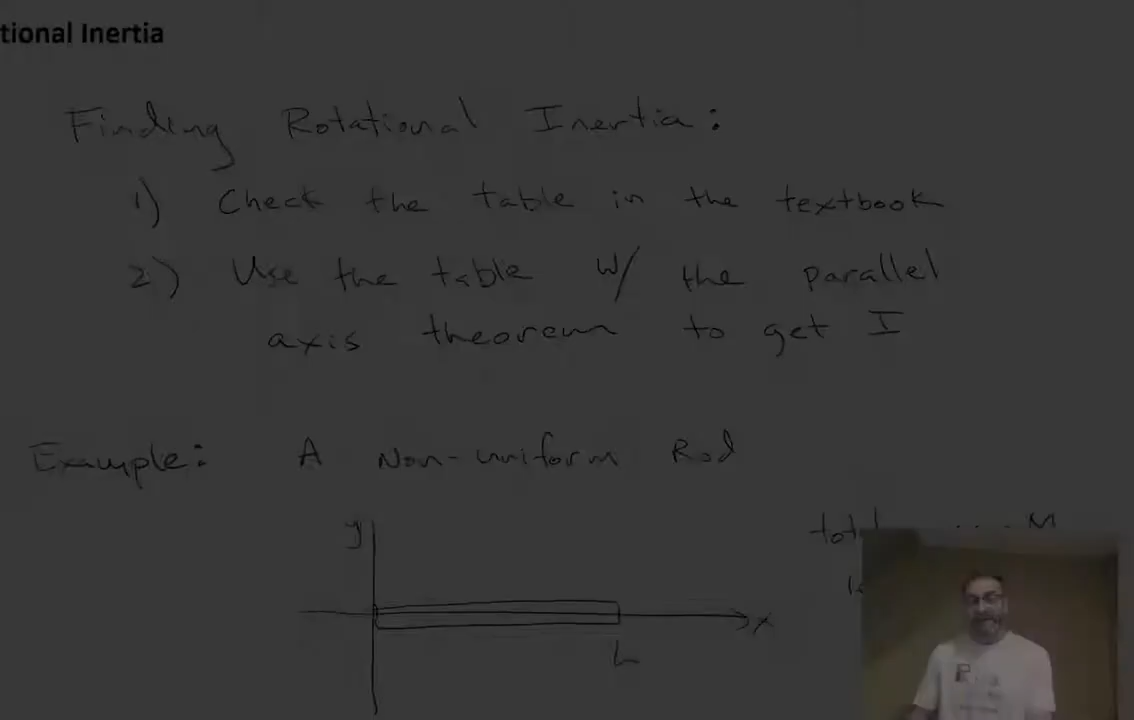 tional Inertia
Finding Rotational Inertia:
1) Check the table in the textbook
2) Use the table w/ the parallel
axis theorem to get I
Example: A Non-uniform Rod
y
M
x
L